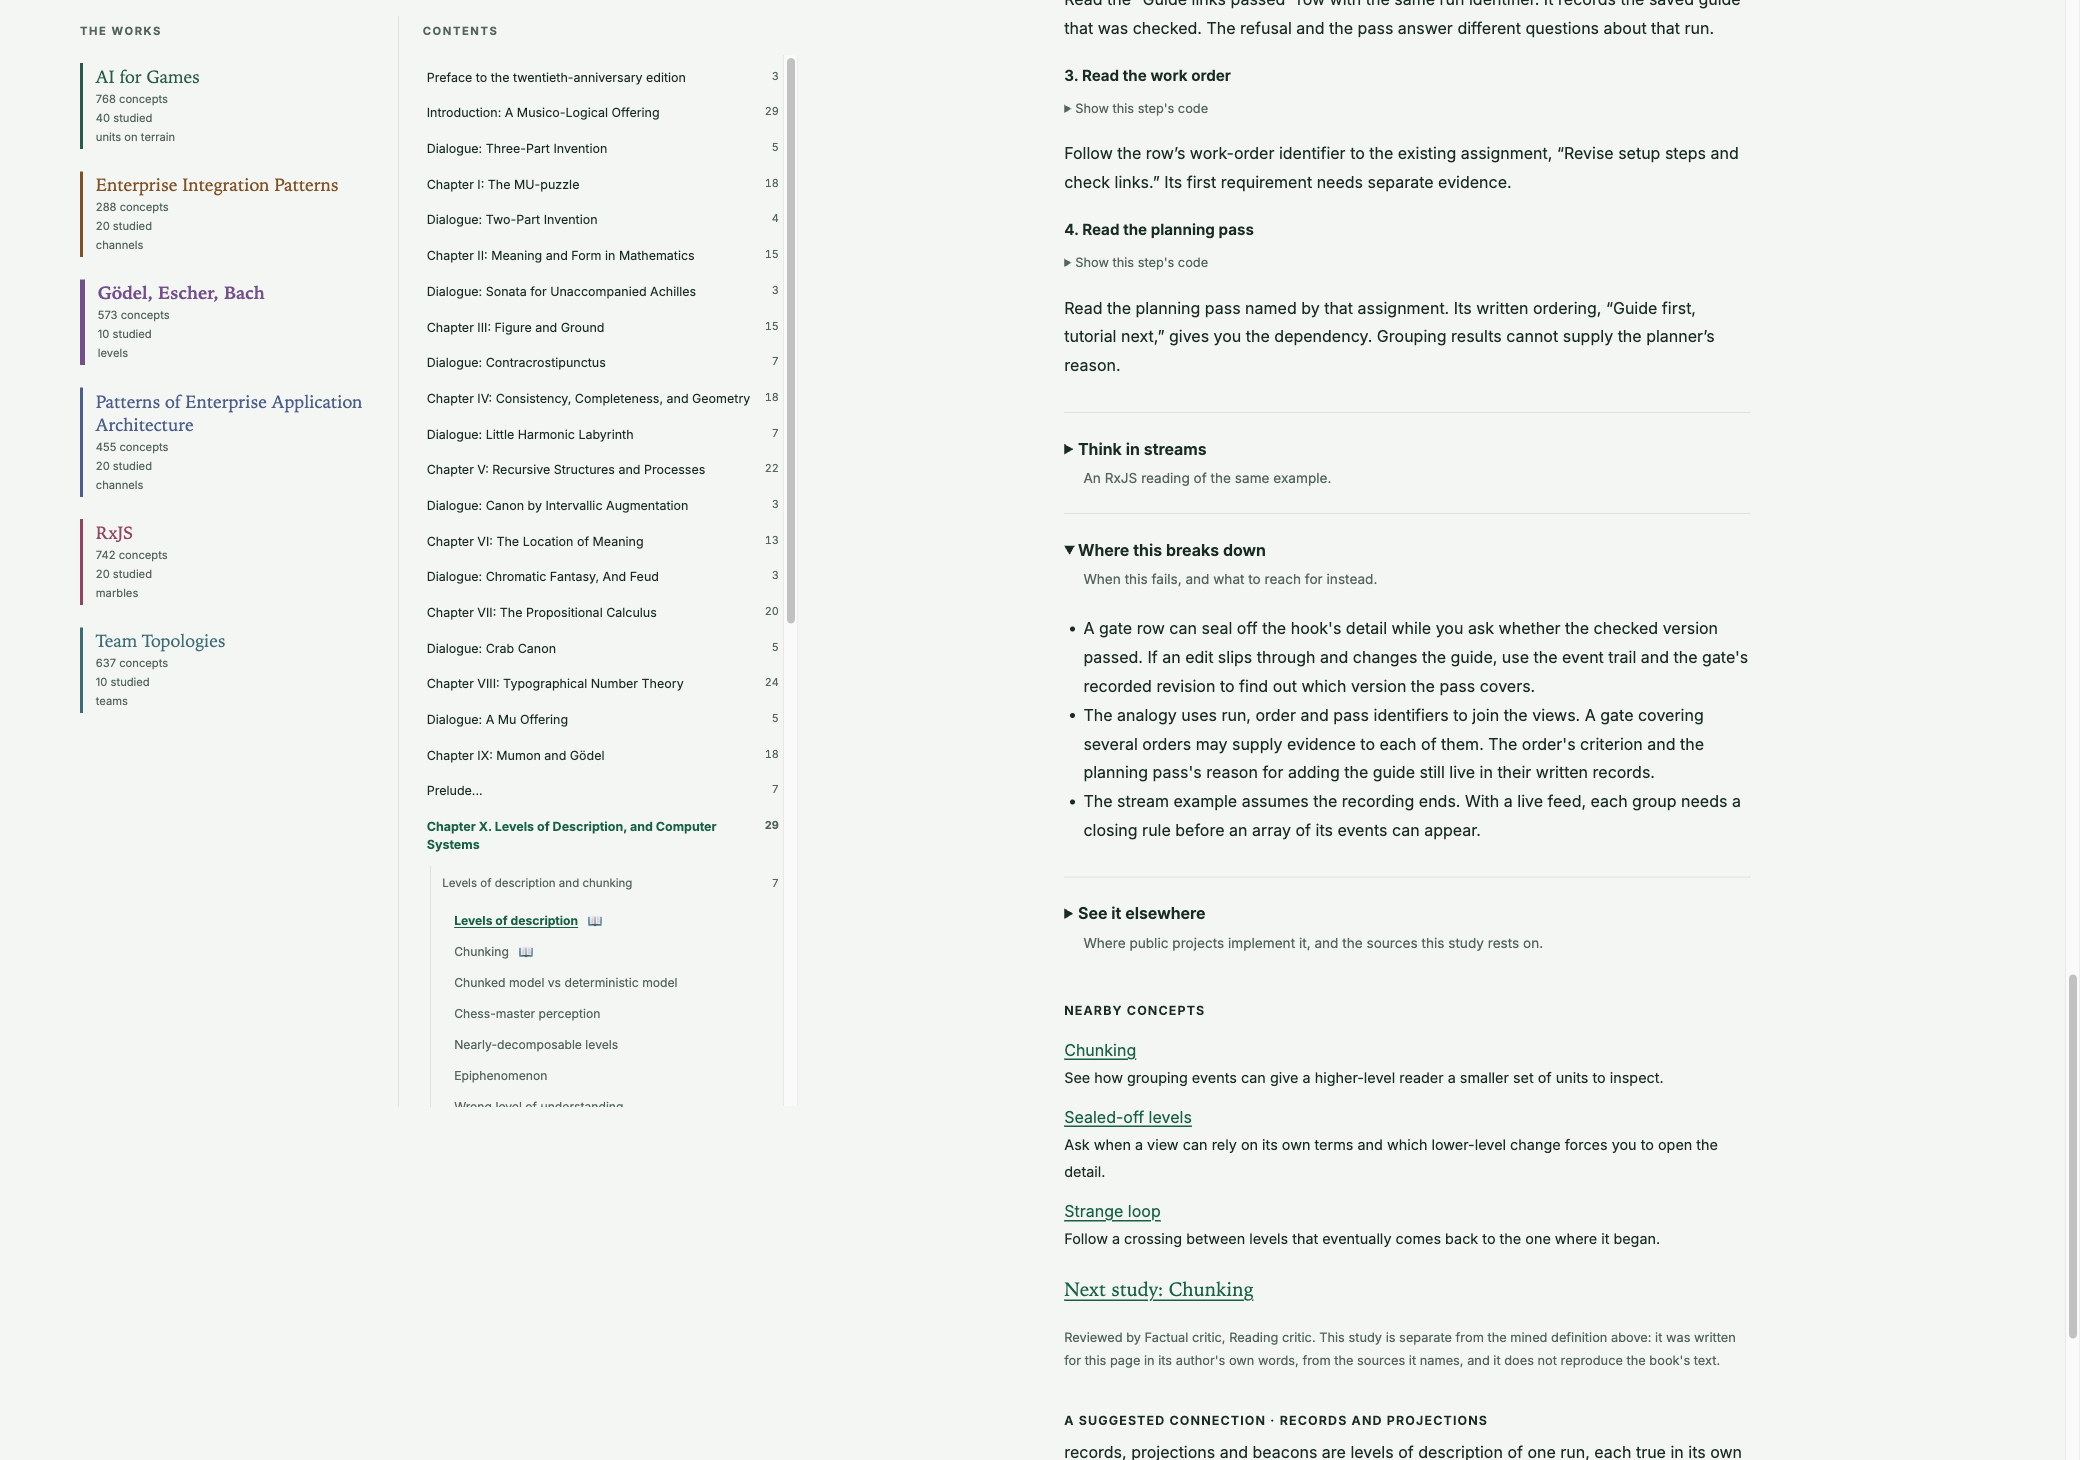 THE WORKS
AI for Games
768 concepts
40 studied
units on terrain
Enterprise Integration Patterns
288 concepts
20 studied
channels
Gödel, Escher, Bach
573 concepts
10 studied
levels
Patterns of Enterprise Application
Architecture
455 concepts
20 studied
channels
RxJS
742 concepts
20 studied
marbles
Team Topologies
637 concepts
10 studied
teams
CONTENTS
Preface to the twentieth-anniversary edition 3
Introduction: A Musico-Logical Offering 29
Dialogue: Three-Part Invention 5
Chapter I: The MU-puzzle 18
Dialogue: Two-Part Invention 4
Chapter II: Meaning and Form in Mathematics 15
Dialogue: Sonata for Unaccompanied Achilles 3
Chapter III: Figure and Ground 15
Dialogue: Contracrostipunctus 7
Chapter IV: Consistency, Completeness, and Geometry 18
Dialogue: Little Harmonic Labyrinth 7
Chapter V: Recursive Structures and Processes 22
Dialogue: Canon by Intervallic Augmentation 3
Chapter VI: The Location of Meaning 13
Dialogue: Chromatic Fantasy, And Feud 3
Chapter VII: The Propositional Calculus 20
Dialogue: Crab Canon 5
Chapter VIII: Typographical Number Theory 24
Dialogue: A Mu Offering 5
Chapter IX: Mumon and Gödel 18
Prelude... 7
Chapter X. Levels of Description, and Computer 29
Systems
Levels of description and chunking 7
Levels of description
Chunking
Chunked model vs deterministic model
Chess-master perception
Nearly-decomposable levels
Epiphenomenon
Wrong level of understanding
Read the "Guide links passed" row with the same run identifier. It records the saved guide
that was checked. The refusal and the pass answer different questions about that run.
3. Read the work order
Show this step's code
Follow the row’s work-order identifier to the existing assignment, “Revise setup steps and
check links.” Its first requirement needs separate evidence.
4. Read the planning pass
Show this step's code
Read the planning pass named by that assignment. Its written ordering, “Guide first,
tutorial next,” gives you the dependency. Grouping results cannot supply the planner’s
reason.
Think in streams
An RxJS reading of the same example.
Where this breaks down
When this fails, and what to reach for instead.
• A gate row can seal off the hook's detail while you ask whether the checked version
passed. If an edit slips through and changes the guide, use the event trail and the gate's
recorded revision to find out which version the pass covers.
• The analogy uses run, order and pass identifiers to join the views. A gate covering
several orders may supply evidence to each of them. The order's criterion and the
planning pass's reason for adding the guide still live in their written records.
• The stream example assumes the recording ends. With a live feed, each group needs a
closing rule before an array of its events can appear.
See it elsewhere
Where public projects implement it, and the sources this study rests on.
NEARBY CONCEPTS
Chunking
See how grouping events can give a higher-level reader a smaller set of units to inspect.
Sealed-off levels
Ask when a view can rely on its own terms and which lower-level change forces you to open the
detail.
Strange loop
Follow a crossing between levels that eventually comes back to the one where it began.
Next study: Chunking
Reviewed by Factual critic, Reading critic. This study is separate from the mined definition above: it was written
for this page in its author's own words, from the sources it names, and it does not reproduce the book's text.
A SUGGESTED CONNECTION · RECORDS AND PROJECTIONS
records, projections and beacons are levels of description of one run, each true in its own